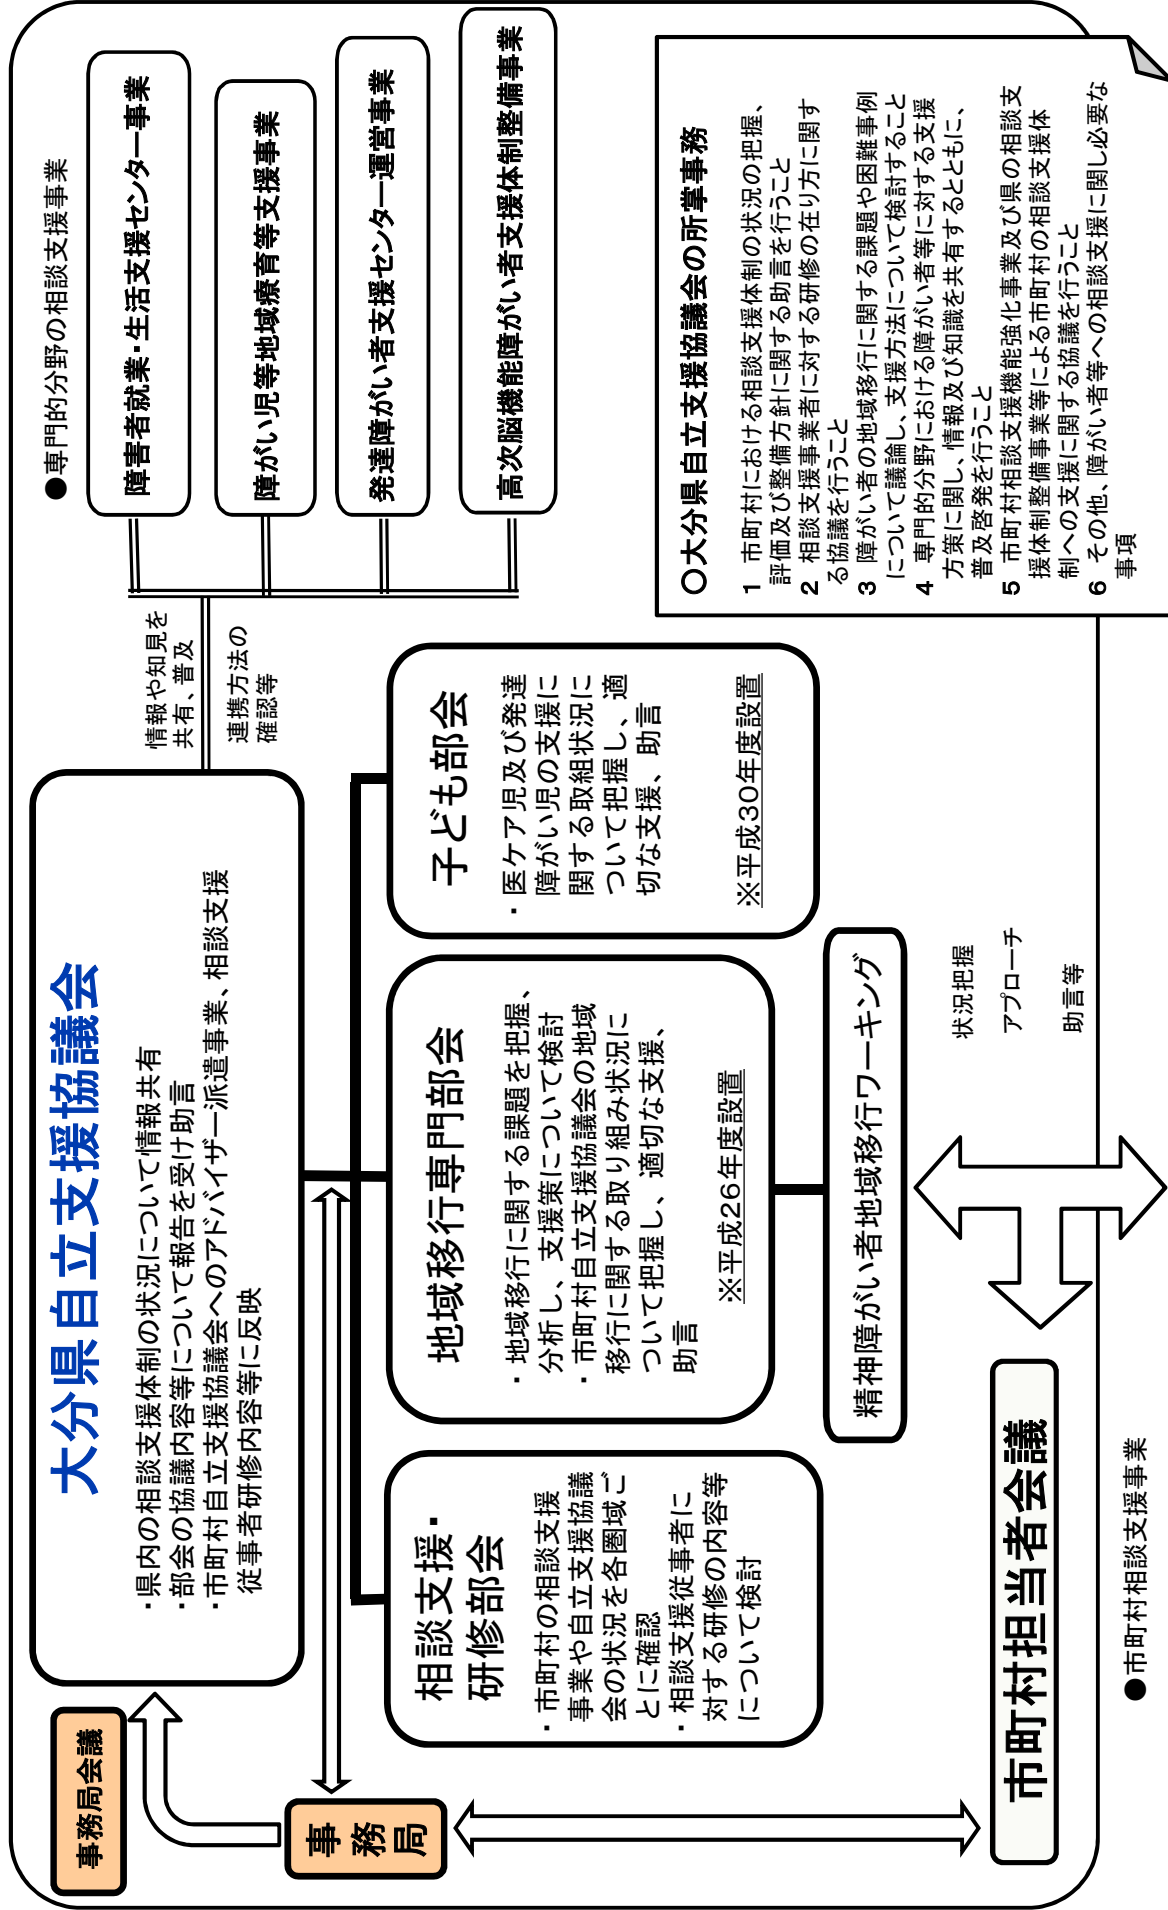 事務局会議
事務局
大分県自立支援協議会
・県内の相談支援体制の状況について情報共有
・部会の協議内容等について報告を受け助言
・市町村自立支援協議会へのアドバイザー派遣事業、相談支援
従事者研修内容等に反映
情報や知見を
共有、普及
連携方法の
確認等
●専門的分野の相談支援事業
障害者就業・生活支援センター事業
障がい児等地域療育等支援事業
発達障がい者支援センター運営事業
高次脳機能障がい者支援体制整備事業
相談支援・
研修部会
・市町村の相談支援
事業や自立支援協議
会の状況を各圏域ご
とに確認
・相談支援従事者に
対する研修の内容等
について検討
地域移行専門部会
・地域移行に関する課題を把握、
分析し、支援策について検討
・市町村自立支援協議会の地域
移行に関する取り組み状況に
ついて把握し、適切な支援、
助言
※平成26年度設置
子ども部会
・医ケア児及び発達
障がい児の支援に
関する取組状況に
ついて把握し、適
切な支援、助言
※平成30年度設置
精神障がい者地域移行ワーキング
状況把握
アプローチ
助言等
市町村担当者会議
●市町村相談支援事業
○大分県自立支援協議会の所掌事務
1 市町村における相談支援体制の状況の把握、
評価及び整備方針に関する助言を行うこと
2 相談支援事業者に対する研修の在り方に関す
る協議を行うこと
3 障がい者の地域移行に関する課題や困難事例
について議論し、支援方法について検討すること
4 専門的分野における障がい者等に対する支援
方策に関し、情報及び知識を共有するとともに、
普及啓発を行うこと
5 市町村相談支援機能強化事業及び県の相談支
援体制整備事業等による市町村の相談支援体
制への支援に関する協議を行うこと
6 その他、障がい者等への相談支援に関し必要な
事項